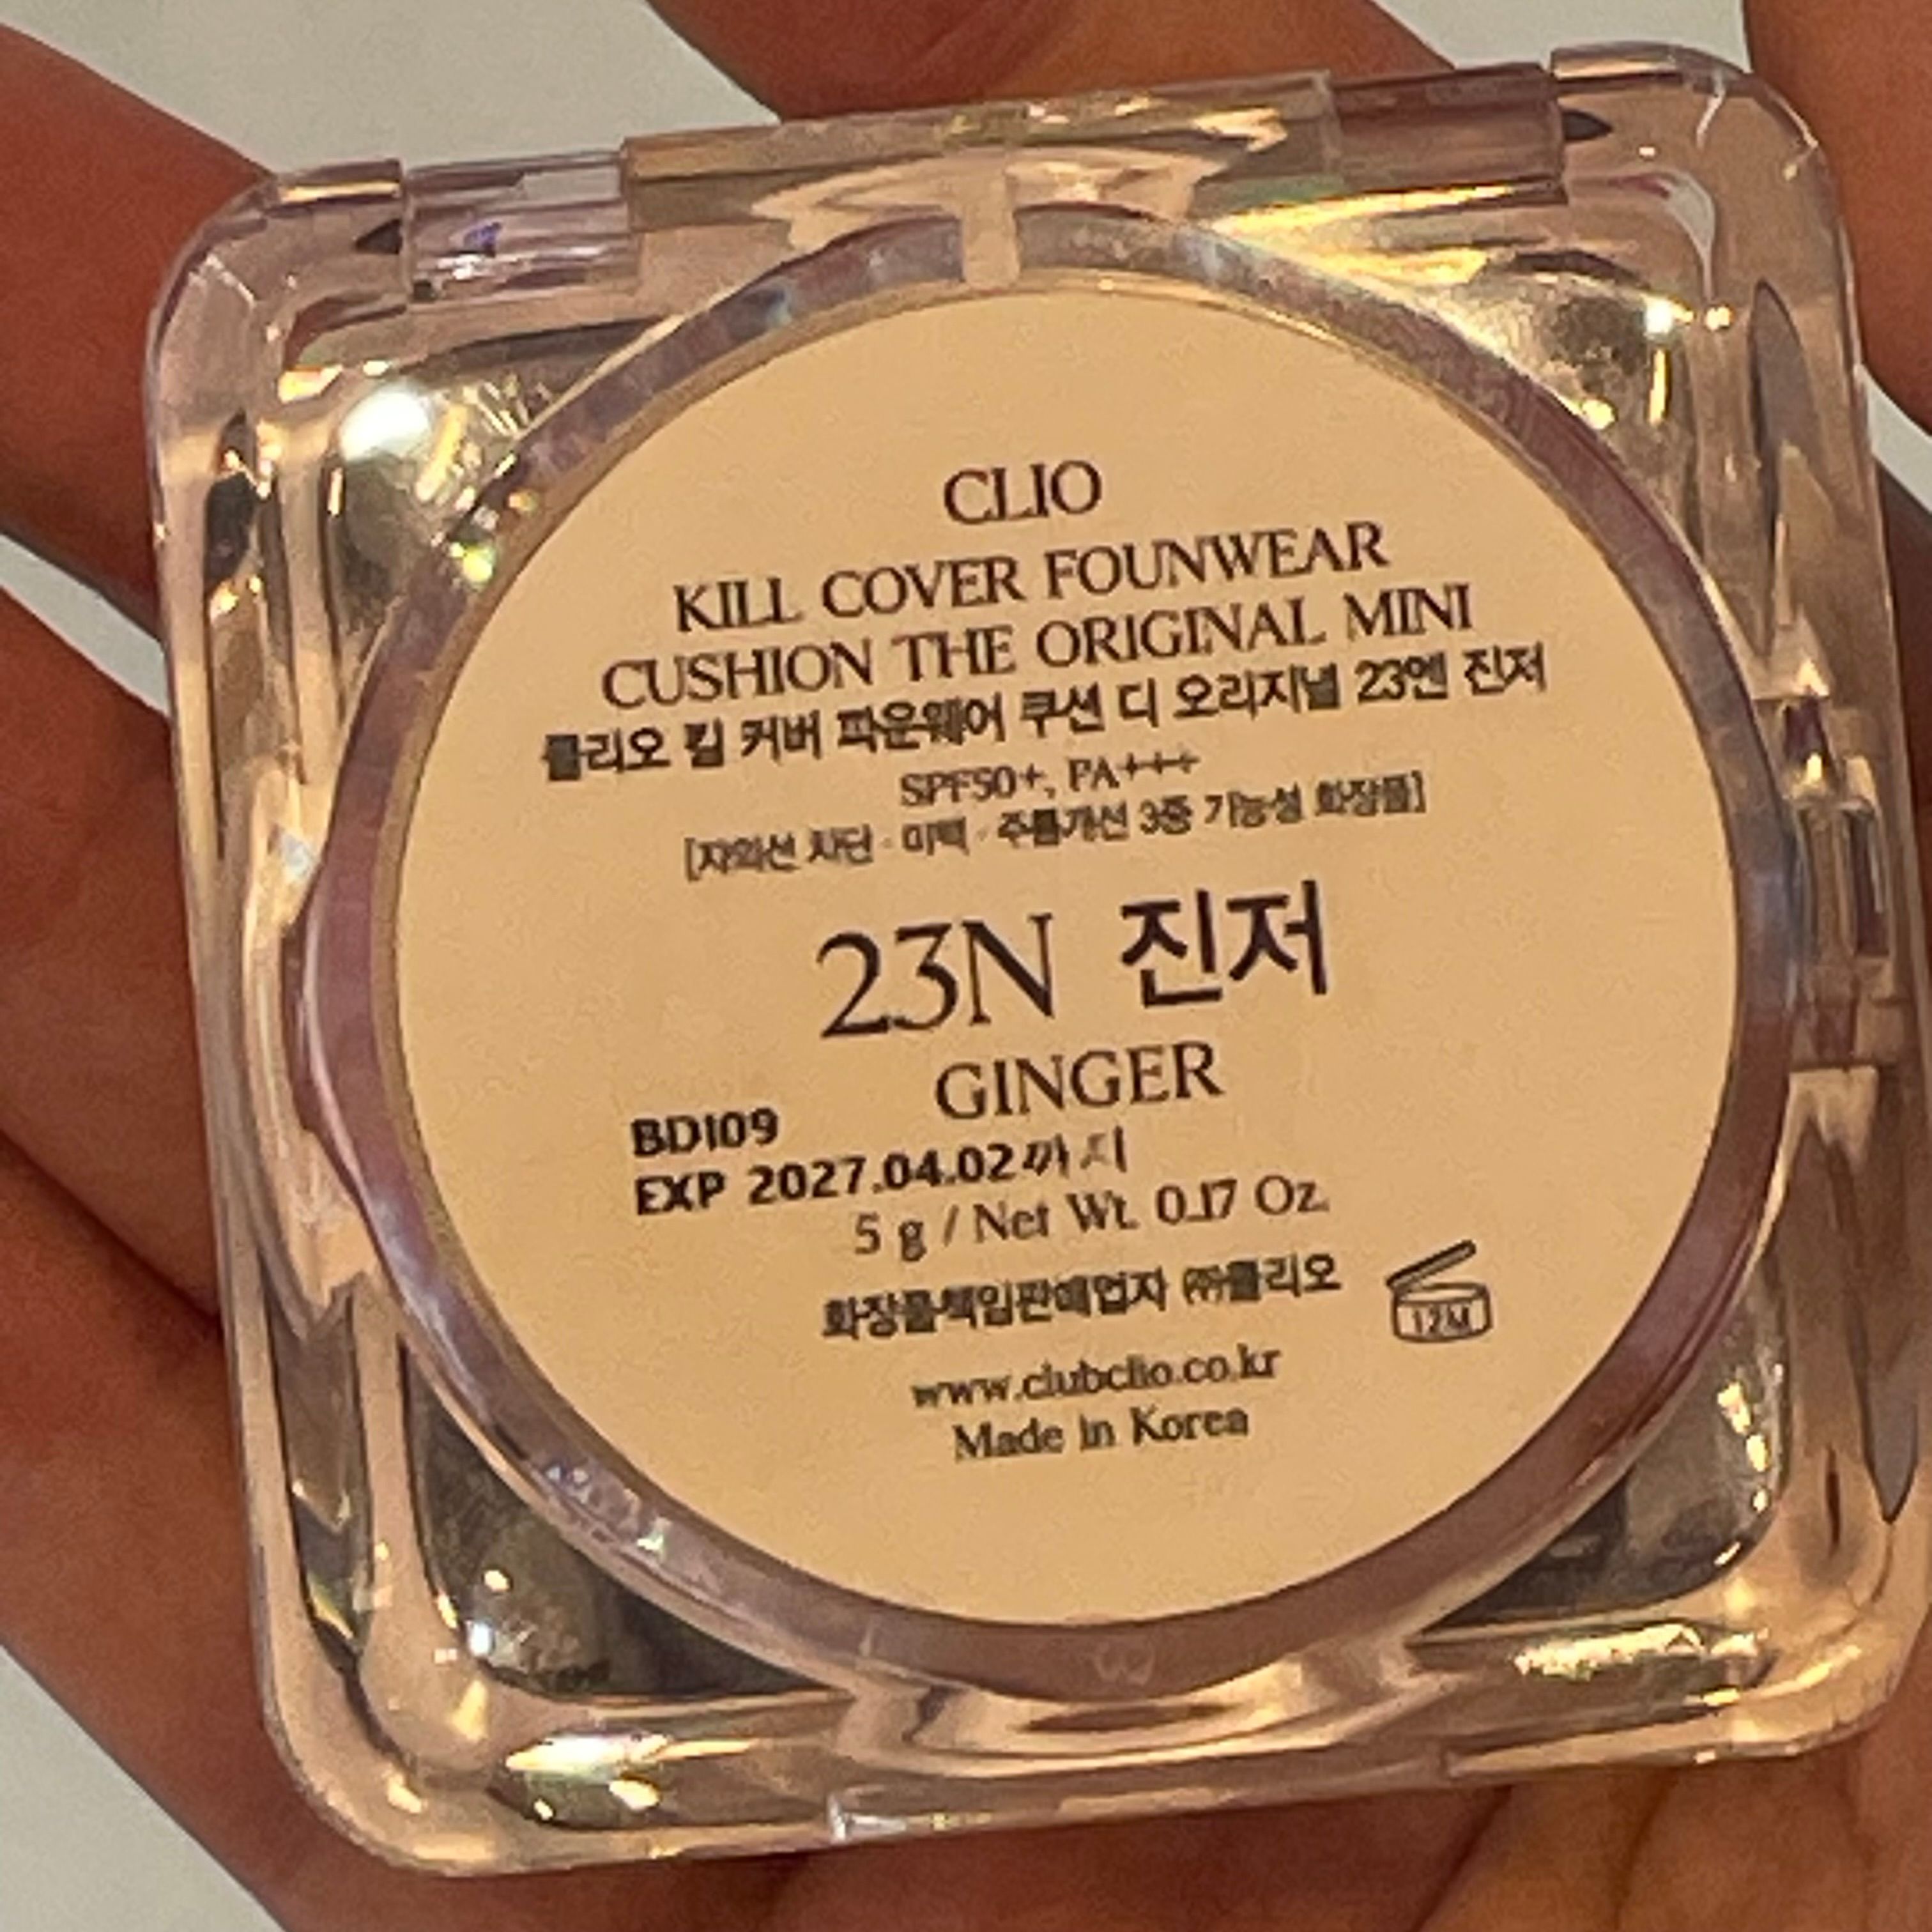 CLIO
KILL COVER FOUNWEAR
CUSHION THE ORIGINAL MINI
클리오 킬 커버 파운웨어 쿠션 디 오리지널 23엔 진저
SPF50+, PA+++
[자외선 차단 · 미백 · 주름개선 3중 기능성 화장품]
23N 진저
GINGER
BD109
EXP 2027.04.02까지
5 g / Net Wt. 0.17 Oz.
화장품책임판매업자 ㈜클리오
12M
www.clubclio.co.kr
Made in Korea